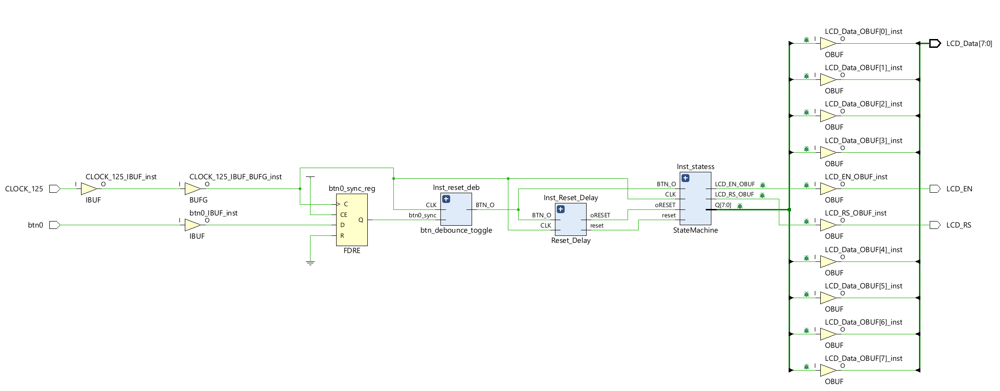 CLOCK_125
I
CLOCK_125_IBUF_inst
O
IBUF
I
CLOCK_125_IBUF_BUFG_inst
O
BUFG
btn0
I
btn0_IBUF_inst
O
IBUF
btn0_sync_reg
C
CE
D
R
Q
FDRE
Inst_reset_deb
CLK
btn0_sync
BTN_O
btn_debounce_toggle
Inst_Reset_Delay
BTN_O
CLK
oRESET
reset
Reset_Delay
Inst_statess
BTN_O
CLK
oRESET
reset
LCD_EN_OBUF
LCD_RS_OBUF
Q[7:0]
StateMachine
LCD_Data_OBUF[0]_inst
I
O
OBUF
LCD_Data[7:0]
LCD_Data_OBUF[1]_inst
I
O
OBUF
LCD_Data_OBUF[2]_inst
I
O
OBUF
LCD_Data_OBUF[3]_inst
I
O
OBUF
LCD_EN_OBUF_inst
I
O
OBUF
LCD_EN
LCD_RS_OBUF_inst
I
O
OBUF
LCD_RS
LCD_Data_OBUF[4]_inst
I
O
OBUF
LCD_Data_OBUF[5]_inst
I
O
OBUF
LCD_Data_OBUF[6]_inst
I
O
OBUF
LCD_Data_OBUF[7]_inst
I
O
OBUF